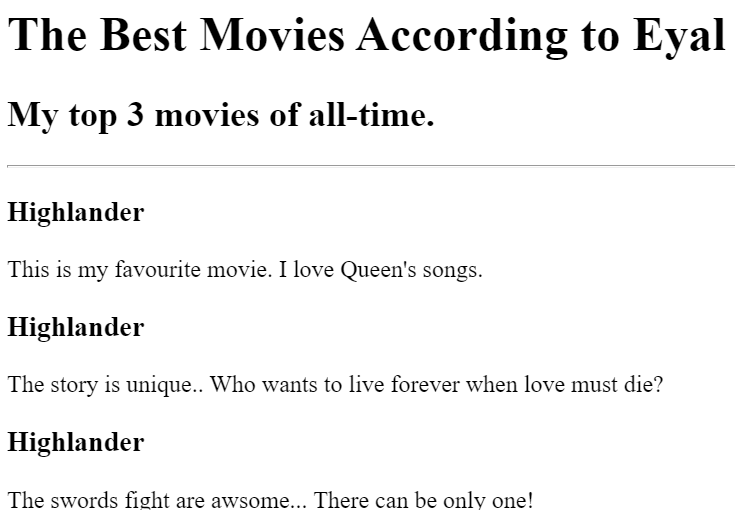 The Best Movies According to Eyal
My top 3 movies of all-time.
Highlander
This is my favourite movie. I love Queen's songs.
Highlander
The story is unique.. Who wants to live forever when love must die?
Highlander
The swords fight are awsome... There can be only one!